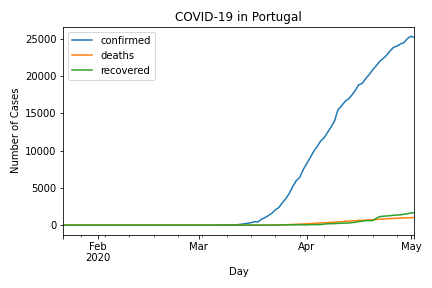 COVID-19 in Portugal
confirmed
deaths
recovered
Number of Cases
25000
20000
15000
10000
5000
0
Feb
2020
Mar
Apr
May
Day